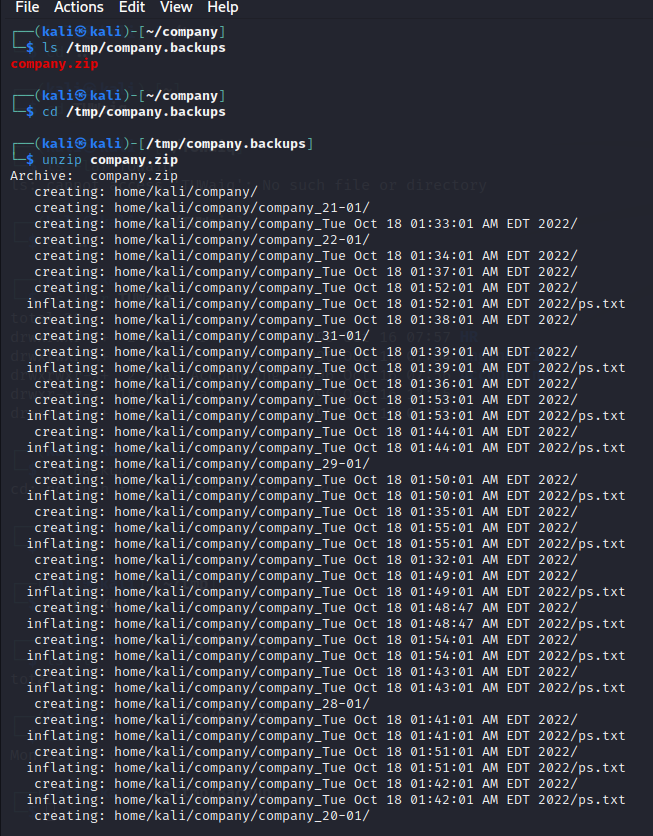 File Actions Edit View Help
┌──(kali㉿kali)-[~/company]
└─$ ls /tmp/company.backups
company.zip
┌──(kali㉿kali)-[~/company]
└─$ cd /tmp/company.backups
┌──(kali㉿kali)-[/tmp/company.backups]
└─$ unzip company.zip
Archive:  company.zip
No such file or directory
   creating: home/kali/company/
   creating: home/kali/company/company_21-01/
   creating: home/kali/company/company_Tue Oct 18 01:33:01 AM EDT 2022/
   creating: home/kali/company/company_22-01/
   creating: home/kali/company/company_Tue Oct 18 01:34:01 AM EDT 2022/
   creating: home/kali/company/company_Tue Oct 18 01:37:01 AM EDT 2022/
   creating: home/kali/company/company_Tue Oct 18 01:52:01 AM EDT 2022/
  inflating: home/kali/company/company_Tue Oct 18 01:52:01 AM EDT 2022/ps.txt
   creating: home/kali/company/company_Tue Oct 18 01:38:01 AM EDT 2022/
   creating: home/kali/company/company_31-01/
   creating: home/kali/company/company_Tue Oct 18 01:39:01 AM EDT 2022/
  inflating: home/kali/company/company_Tue Oct 18 01:39:01 AM EDT 2022/ps.txt
   creating: home/kali/company/company_Tue Oct 18 01:36:01 AM EDT 2022/
   creating: home/kali/company/company_Tue Oct 18 01:53:01 AM EDT 2022/
  inflating: home/kali/company/company_Tue Oct 18 01:53:01 AM EDT 2022/ps.txt
   creating: home/kali/company/company_Tue Oct 18 01:44:01 AM EDT 2022/
  inflating: home/kali/company/company_Tue Oct 18 01:44:01 AM EDT 2022/ps.txt
   creating: home/kali/company/company_29-01/
   creating: home/kali/company/company_Tue Oct 18 01:50:01 AM EDT 2022/
  inflating: home/kali/company/company_Tue Oct 18 01:50:01 AM EDT 2022/ps.txt
   creating: home/kali/company/company_Tue Oct 18 01:35:01 AM EDT 2022/
   creating: home/kali/company/company_Tue Oct 18 01:55:01 AM EDT 2022/
  inflating: home/kali/company/company_Tue Oct 18 01:55:01 AM EDT 2022/ps.txt
   creating: home/kali/company/company_Tue Oct 18 01:32:01 AM EDT 2022/
   creating: home/kali/company/company_Tue Oct 18 01:49:01 AM EDT 2022/
  inflating: home/kali/company/company_Tue Oct 18 01:49:01 AM EDT 2022/ps.txt
   creating: home/kali/company/company_Tue Oct 18 01:48:47 AM EDT 2022/
  inflating: home/kali/company/company_Tue Oct 18 01:48:47 AM EDT 2022/ps.txt
   creating: home/kali/company/company_Tue Oct 18 01:54:01 AM EDT 2022/
  inflating: home/kali/company/company_Tue Oct 18 01:54:01 AM EDT 2022/ps.txt
   creating: home/kali/company/company_Tue Oct 18 01:43:01 AM EDT 2022/
  inflating: home/kali/company/company_Tue Oct 18 01:43:01 AM EDT 2022/ps.txt
   creating: home/kali/company/company_28-01/
   creating: home/kali/company/company_Tue Oct 18 01:41:01 AM EDT 2022/
  inflating: home/kali/company/company_Tue Oct 18 01:41:01 AM EDT 2022/ps.txt
   creating: home/kali/company/company_Tue Oct 18 01:51:01 AM EDT 2022/
  inflating: home/kali/company/company_Tue Oct 18 01:51:01 AM EDT 2022/ps.txt
   creating: home/kali/company/company_Tue Oct 18 01:42:01 AM EDT 2022/
  inflating: home/kali/company/company_Tue Oct 18 01:42:01 AM EDT 2022/ps.txt
   creating: home/kali/company/company_20-01/